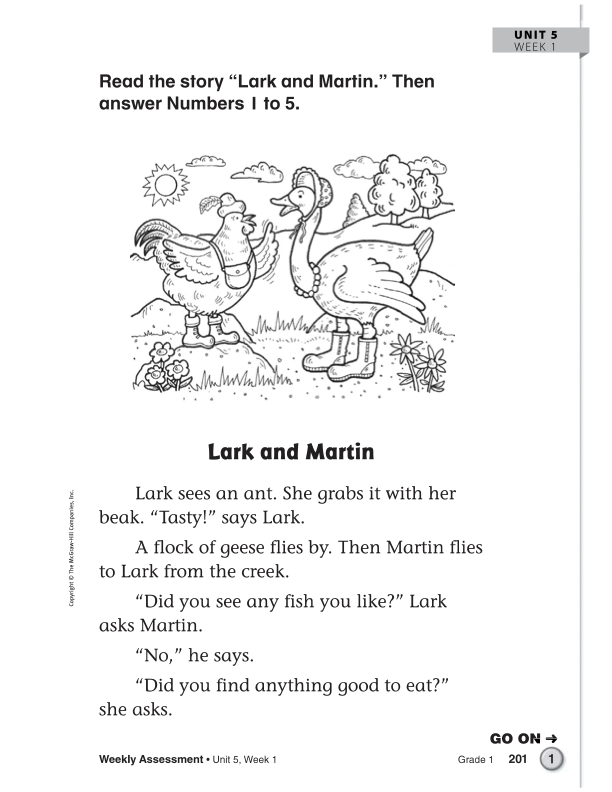 UNIT 5
WEEK 1
Read the story “Lark and Martin.” Then
answer Numbers 1 to 5.
Lark and Martin
Lark sees an ant. She grabs it with her
beak. “Tasty!” says Lark.
A flock of geese flies by. Then Martin flies
to Lark from the creek.
“Did you see any fish you like?” Lark
asks Martin.
“No,” he says.
“Did you find anything good to eat?”
she asks.
Copyright © The McGraw-Hill Companies, Inc.
GO ON ➜
Weekly Assessment • Unit 5, Week 1
Grade 1 201 1